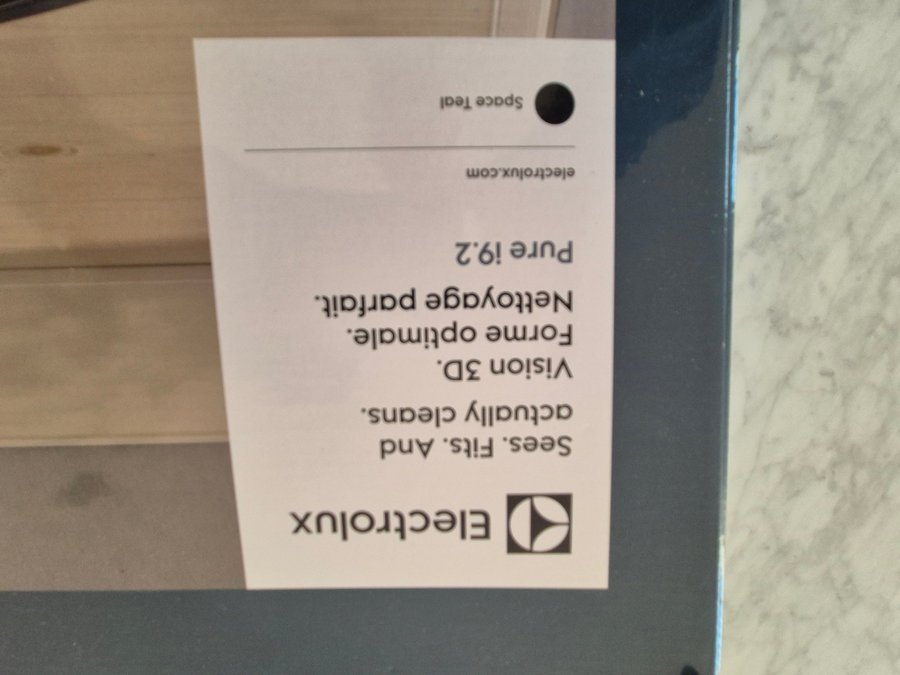 Electrolux
Sees. Fits. And
actually cleans.
Vision 3D.
Forme optimale.
Nettoyage parfait.
Pure i9.2
electrolux.com
Space Teal